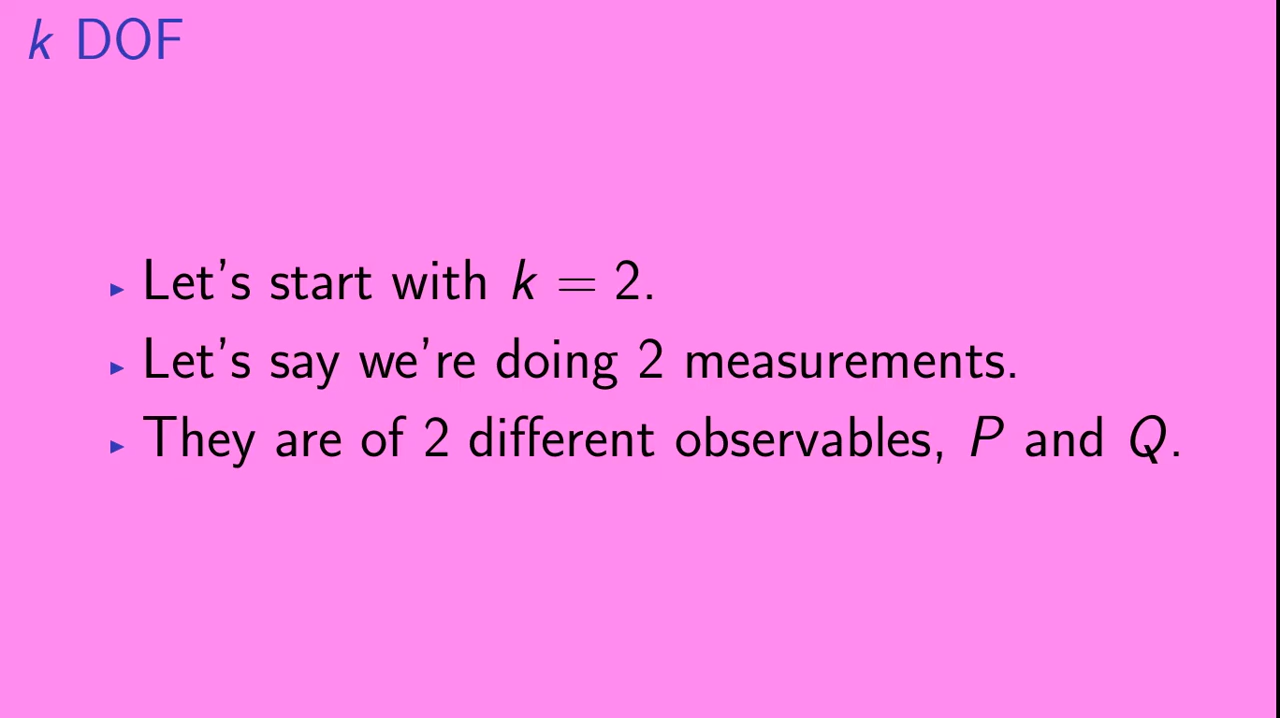 k DOF
▸ Let's start with k = 2.
▸ Let's say we're doing 2 measurements.
▸ They are of 2 different observables, P and Q.